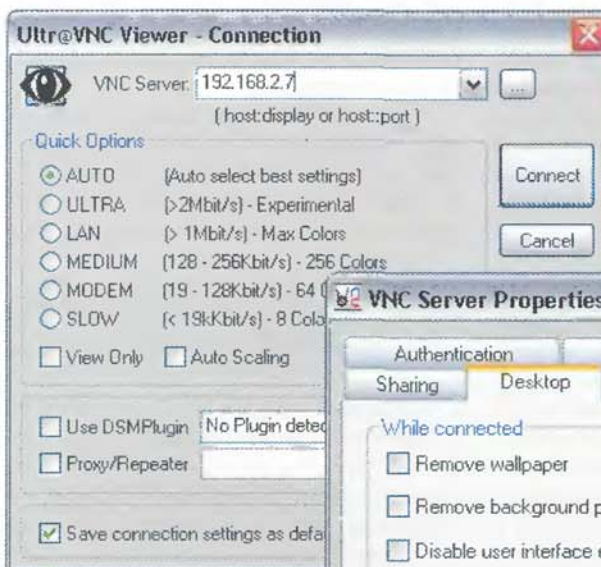 Ultr@VNC Viewer - Connection
VNC Server: 192.168.2.7
...
( host:display or host::port )
Quick Options
AUTO (Auto select best settings)
ULTRA (>2Mbit/s) - Experimental
LAN (> 1Mbit/s) - Max Colors
MEDIUM (128 - 256Kbit/s) - 256 Colors
MODEM (19 - 128Kbit/s) - 64
SLOW (< 19kKbit/s) - 8
View Only Auto Scaling
Connect
Cancel
Use DSMPlugin No Plugin
Proxy/Repeater
Save connection settings as
VNC Server Properties
Authentication
Sharing Desktop
While connected
Remove wallpaper
Remove background
Disable user interface